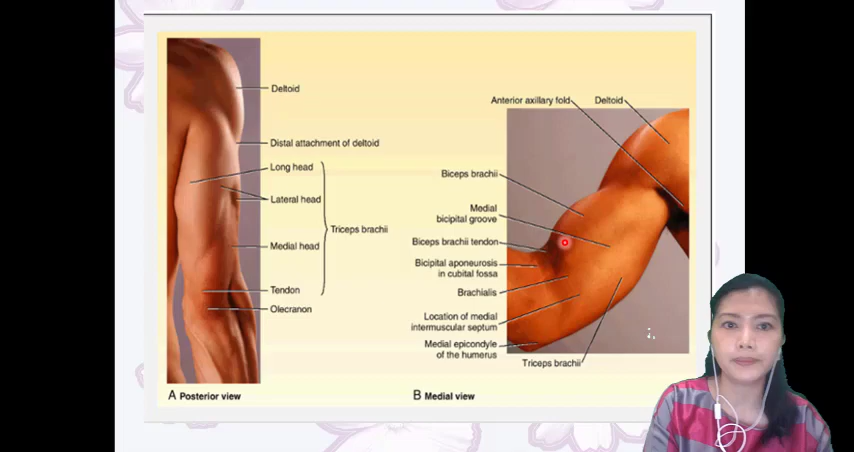 Deltoid
Distal attachment of deltoid
Long head
Lateral head
Triceps brachii
Medial head
Tendon
Olecranon
A Posterior view
Anterior axillary fold
Deltoid
Biceps brachii
Medial
bicipital groove
Biceps brachii tendon
Bicipital aponeurosis
in cubital fossa
Brachialis
Location of medial
intermuscular septum
Medial epicondyle
of the humerus
Triceps brachii
B Medial view